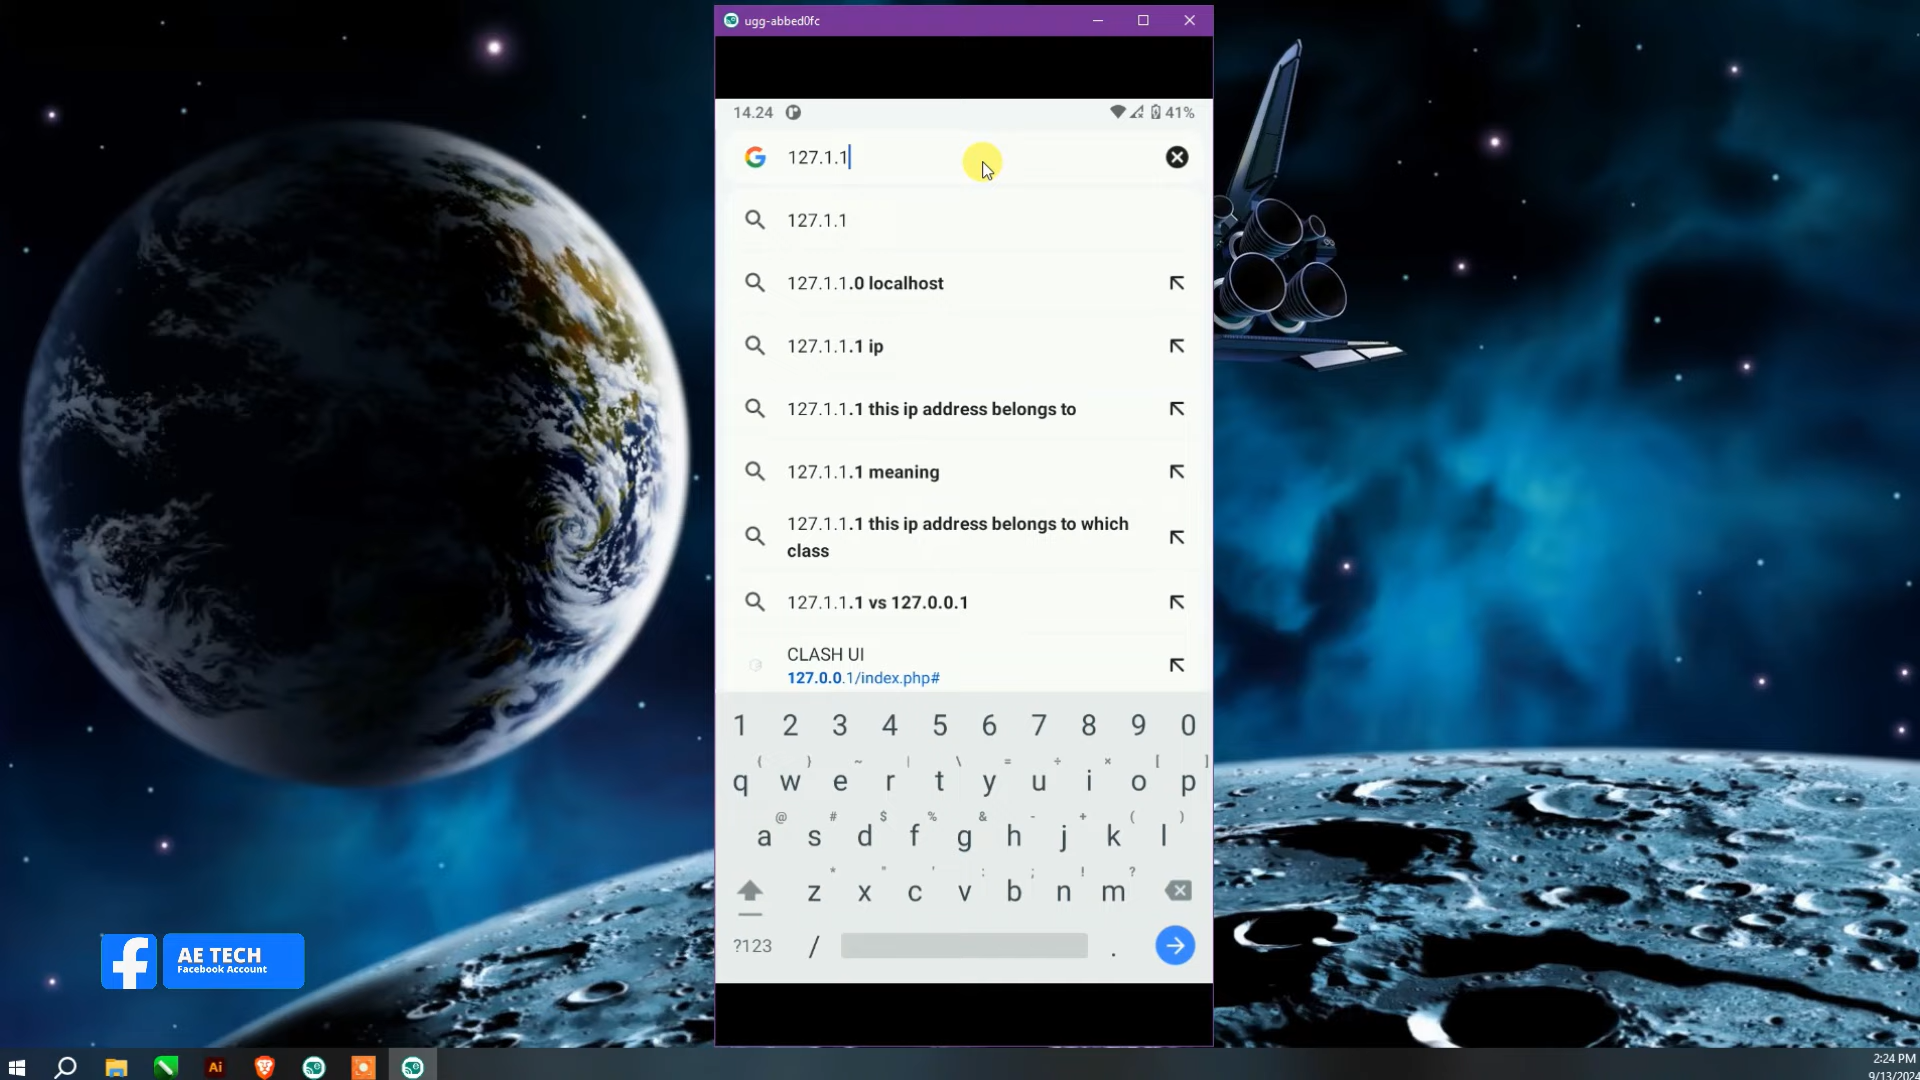 ugg-abbed0fc
14.24
41%
127.1.1
127.1.1
127.1.1.0 localhost
127.1.1.1 ip
127.1.1.1 this ip address belongs to
127.1.1.1 meaning
127.1.1.1 this ip address belongs to which
class
127.1.1.1 vs 127.0.0.1
CLASH UI
127.0.0.1/index.php#
1 2 3 4 5 6 7 8 9 0
( ) ~ | \ = ÷ × [ ]
q w e r t y u i o p
@ # $ % & - + ( )
a s d f g h j k l
* " ' : ; ! ?
z x c v b n m
?123 / .
AE TECH
Facebook Account
Ai
2:24 PM
9/13/2024